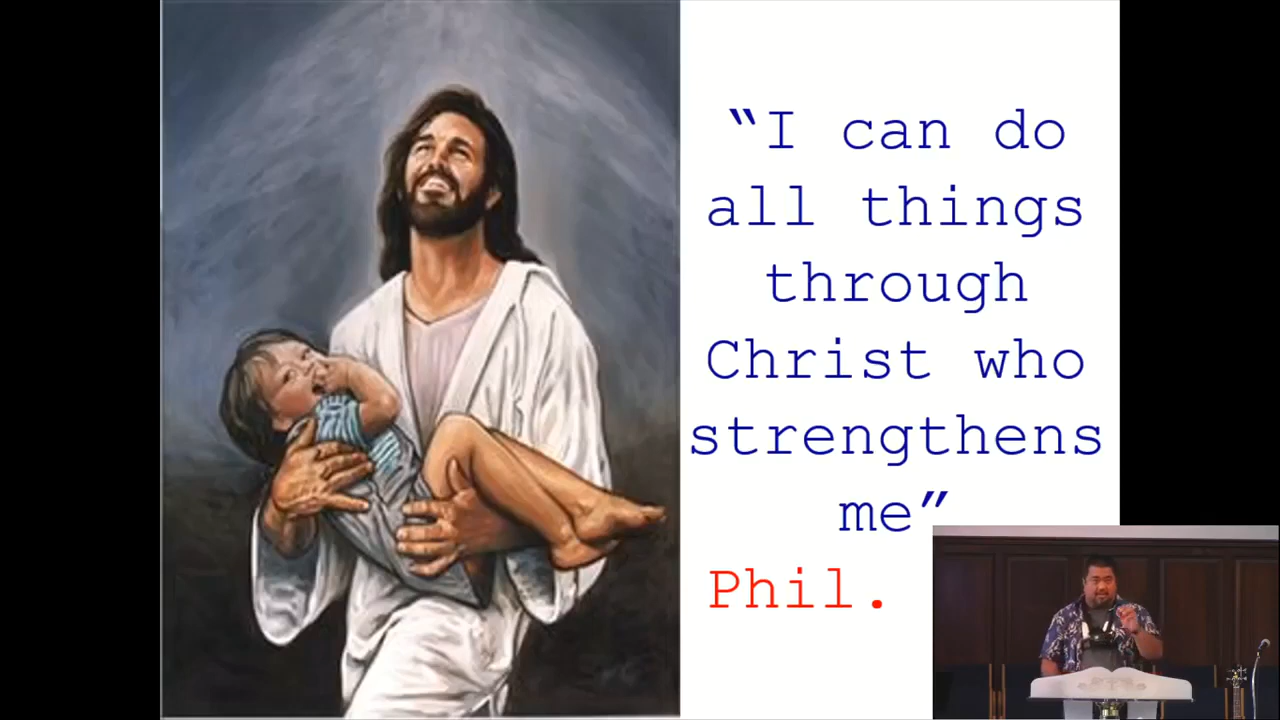 “I can do
all things
through
Christ who
strengthens
me”
Phil.